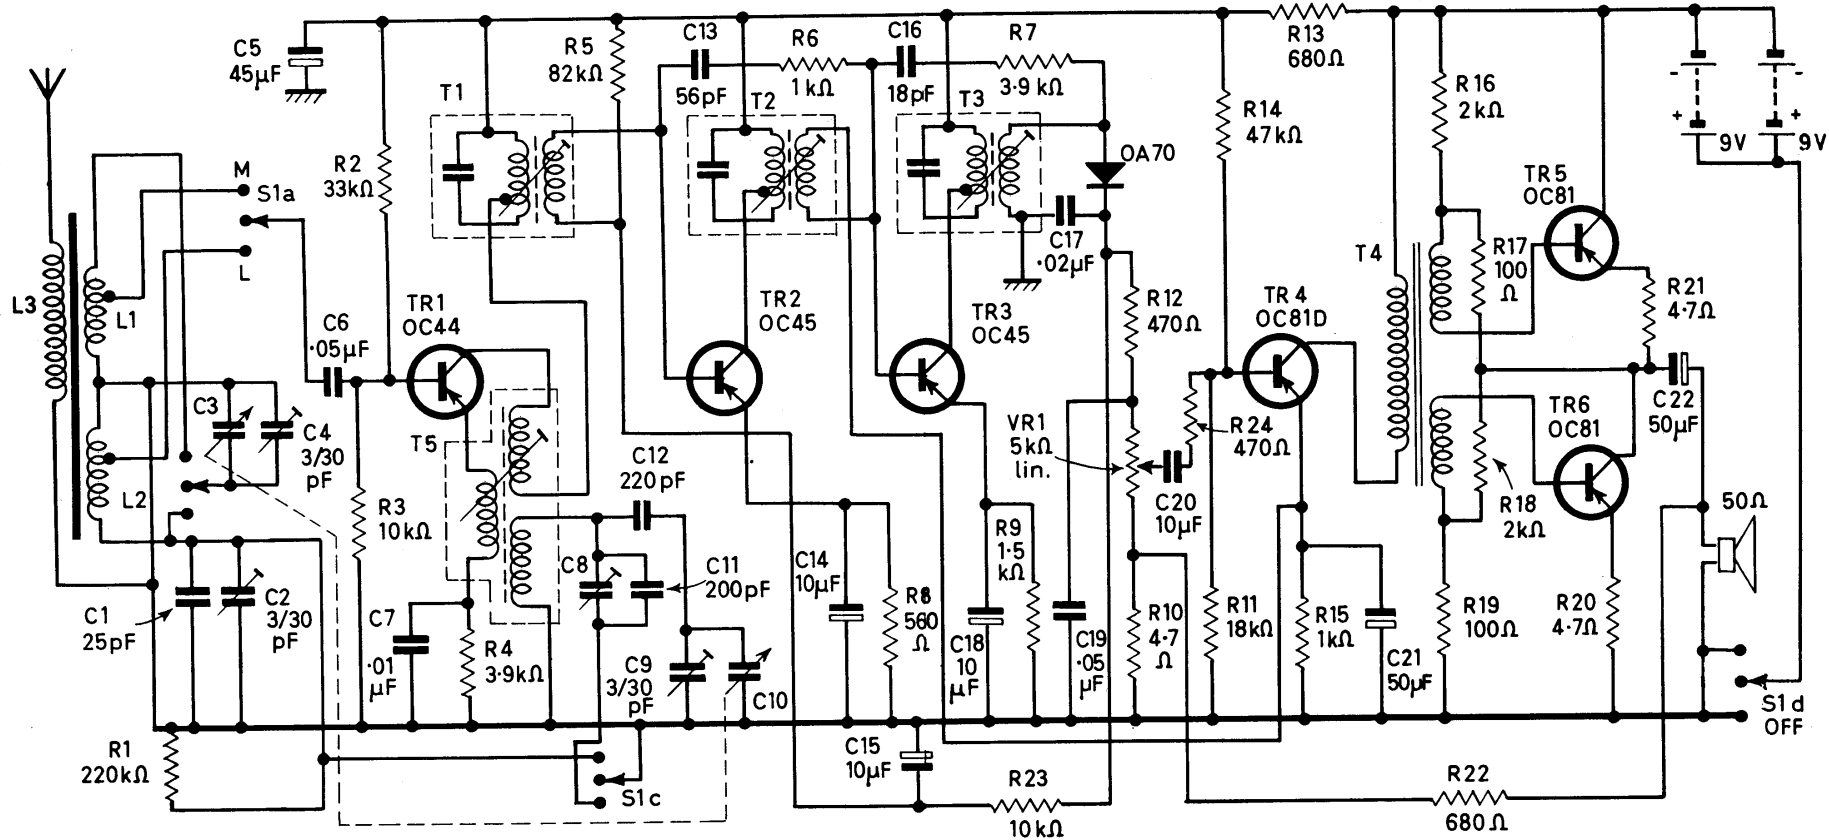 C5
45µF
R2
33kΩ
T1
R5
82kΩ
C13
56pF
R6
1kΩ
T2
C16
18pF
R7
3.9kΩ
T3
OA70
C17
·02µF
R13
680Ω
R14
47kΩ
R16
2kΩ
- -
+ +
9V 9V
M
S1a
L
L3
L1
L2
C6
·05µF
TR1
OC44
TR2
OC45
TR3
OC45
R12
470Ω
TR4
OC81D
T4
R17
100
Ω
TR5
OC81
R21
4·7Ω
C3
C4
3/30
pF
T5
C12
220pF
VR1
5kΩ
lin.
C20
10µF
R24
470Ω
TR6
OC81
C22
50µF
R18
2kΩ
50Ω
R3
10kΩ
C8
C11
200pF
C14
10µF
R8
560
Ω
R9
1·5
kΩ
C1
25pF
C2
3/30
pF
C7
·01
µF
R4
3·9kΩ
C9
3/30
pF
C10
C18
10
µF
C19
·05
µF
R10
4·7
Ω
R11
18kΩ
R15
1kΩ
C21
50µF
R19
100Ω
R20
4·7Ω
S1d
OFF
R1
220kΩ
S1c
C15
10µF
R23
10kΩ
R22
680Ω